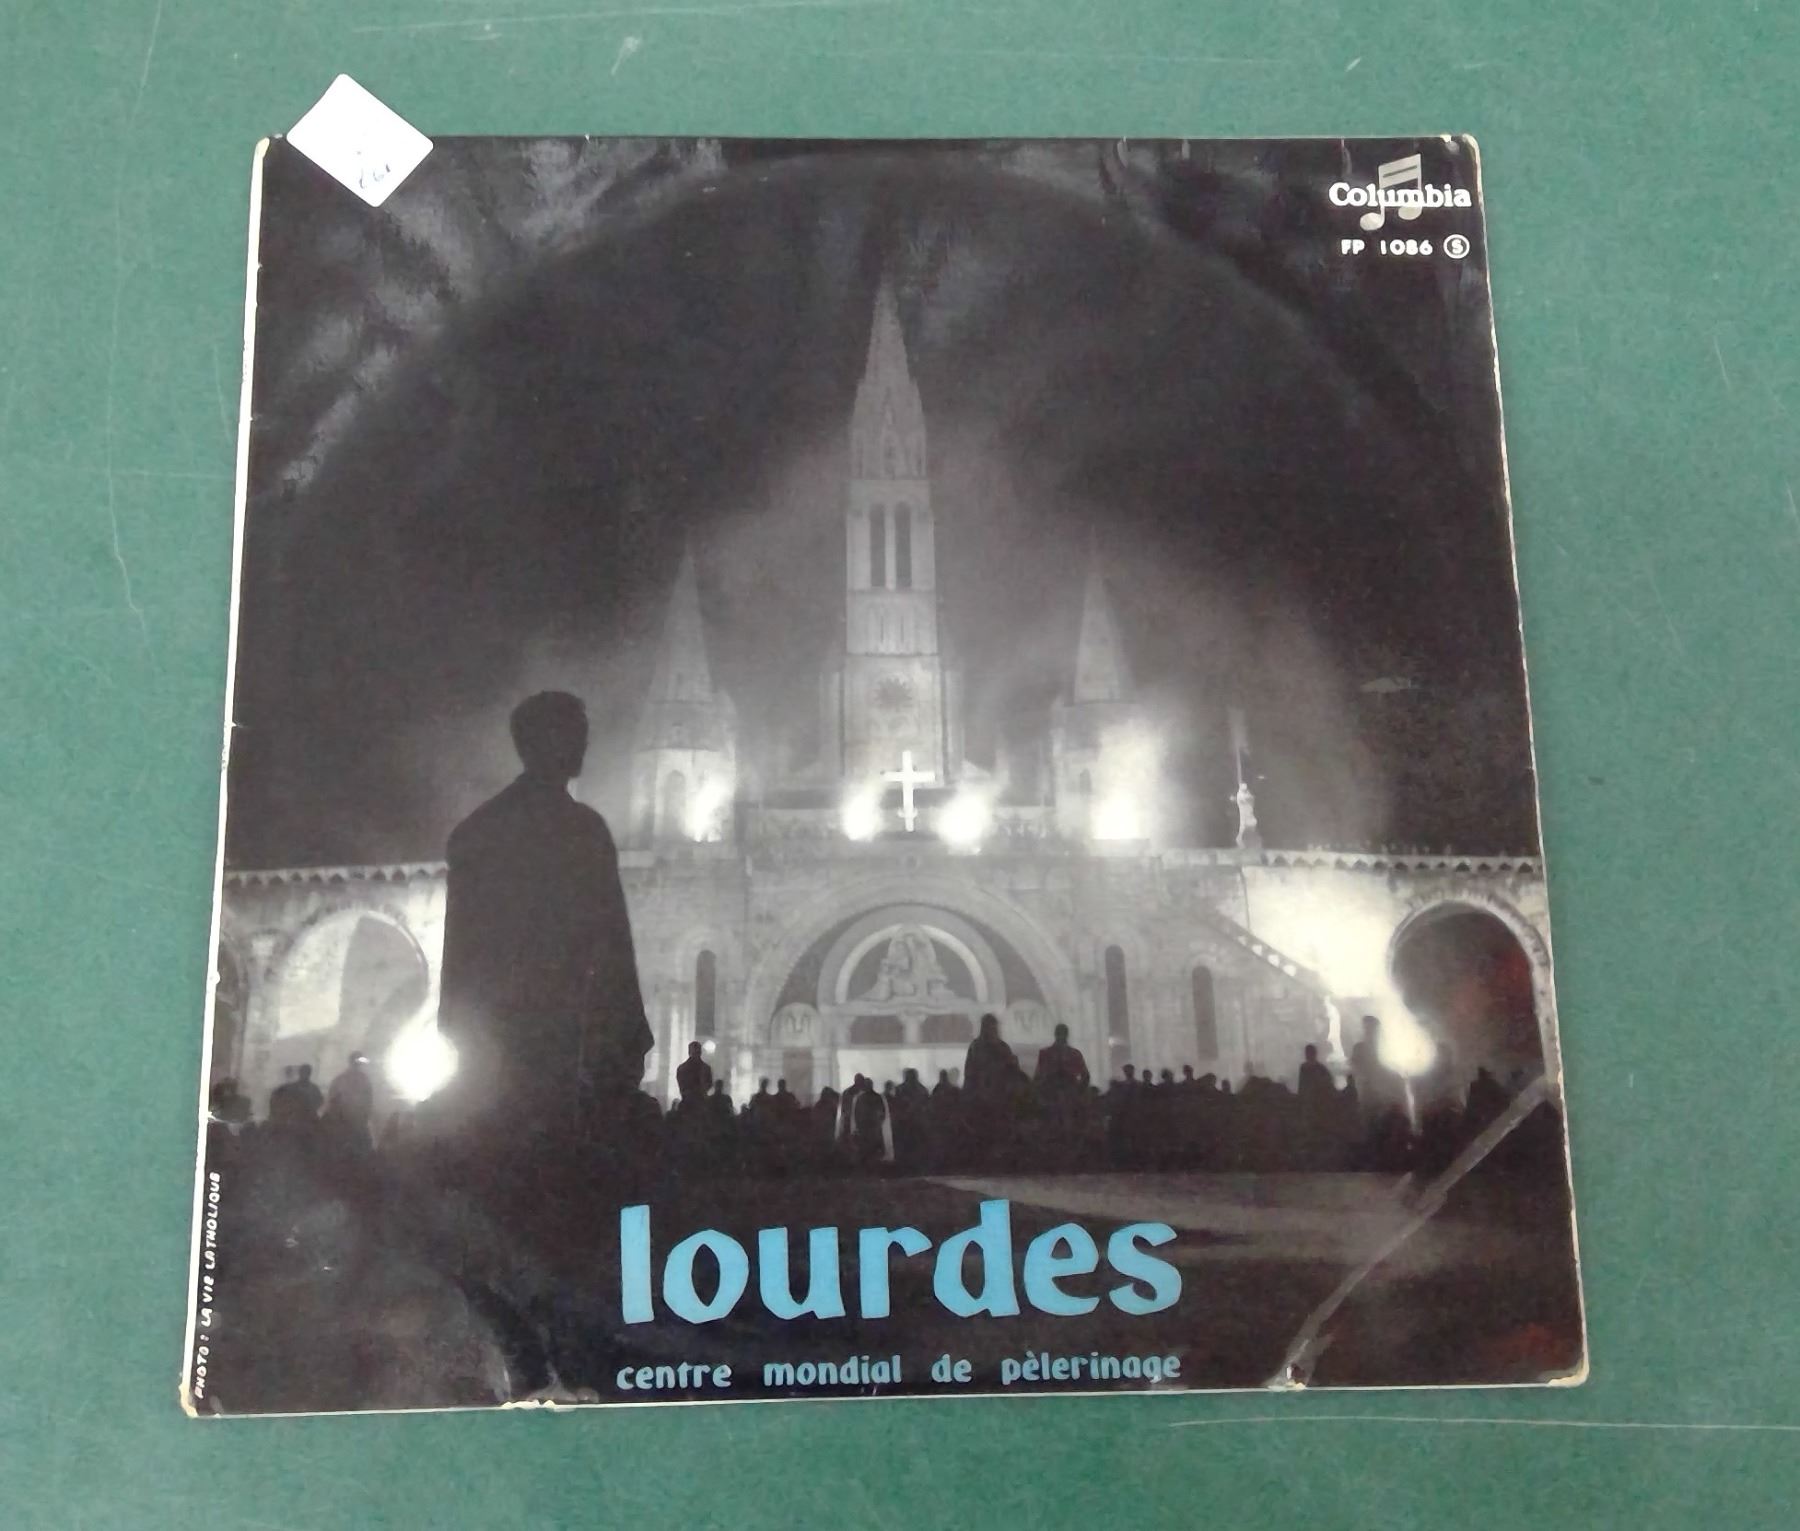 Columbia
FP 1086 S
lourdes
centre mondial de pèlerinage
PHOTO : LA VIE CATHOLIQUE